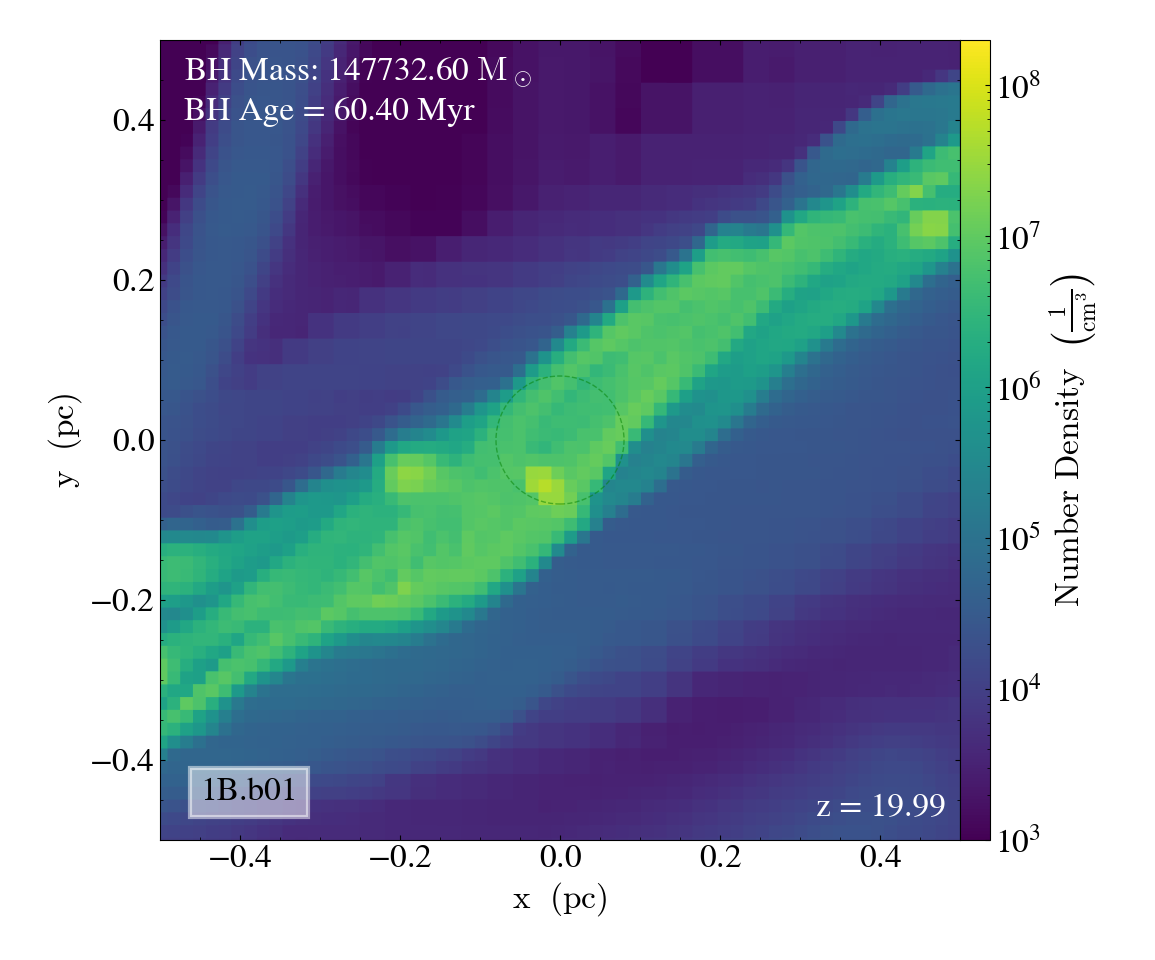 BH Mass: 147732.60 M☉
BH Age = 60.40 Myr
1B.b01
z = 19.99
0.4
0.2
0.0
−0.2
−0.4
y (pc)
−0.4
−0.2
0.0
0.2
0.4
x (pc)
10⁸
10⁷
10⁶
10⁵
10⁴
10³
Number Density (1/cm³)